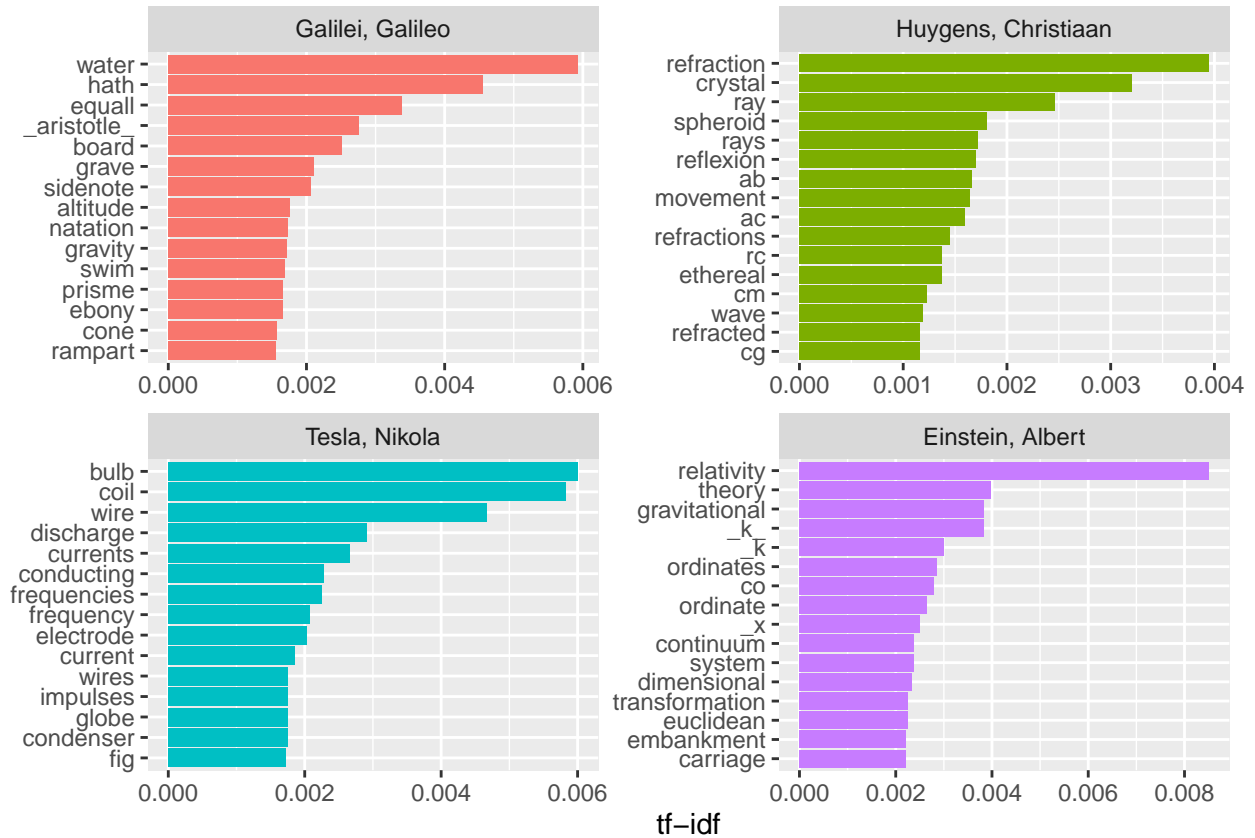 Galilei, Galileo
water
hath
equall
_aristotle_
board
grave
sidenote
altitude
natation
gravity
swim
prisme
ebony
cone
rampart
0.000 0.002 0.004 0.006
Huygens, Christiaan
refraction
crystal
ray
spheroid
rays
reflexion
ab
movement
ac
refractions
rc
ethereal
cm
wave
refracted
cg
0.000 0.001 0.002 0.003 0.004
Tesla, Nikola
bulb
coil
wire
discharge
currents
conducting
frequencies
frequency
electrode
current
wires
impulses
globe
condenser
fig
0.000 0.002 0.004 0.006
Einstein, Albert
relativity
theory
gravitational
_k_
_k
ordinates
co
ordinate
_x
continuum
system
dimensional
transformation
euclidean
embankment
carriage
0.000 0.002 0.004 0.006 0.008
tf−idf